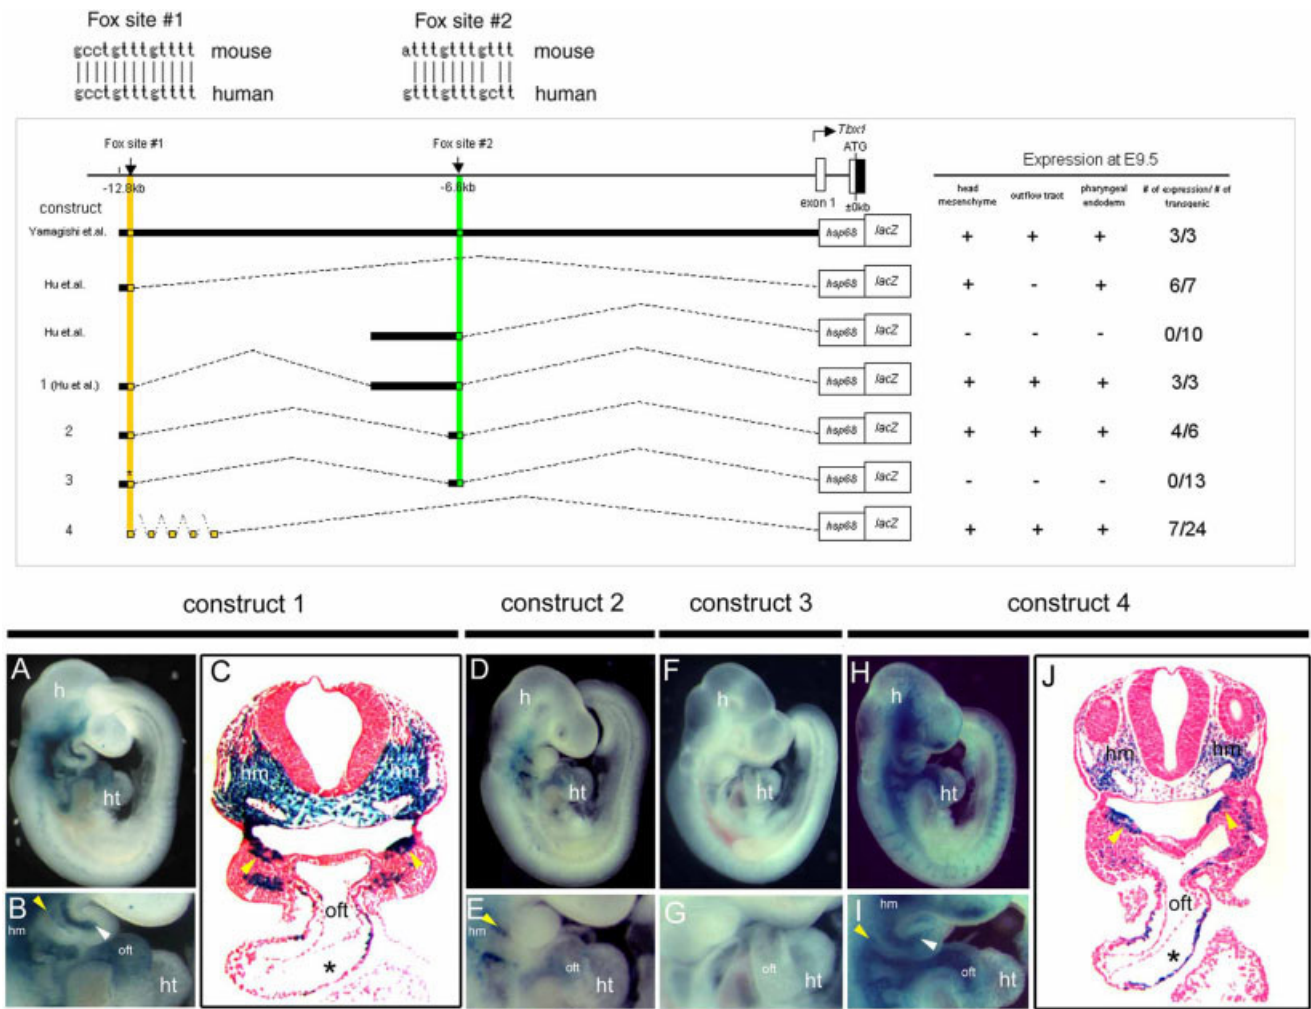 Fox site #1
gcctgtttgtttt mouse
gcctgtttgtttt human
Fox site #2
atttgtttgttt mouse
gtttgtttgctt human
Fox site #1
Fox site #2
Tbx1
ATG
-12.8kb
-6.6kb
exon 1
±0kb
Expression at E9.5
head mesenchyme
outflow tract
pharyngeal endoderm
# of expression/ # of transgenic
construct
Yamagishi et.al. hsp68 lacZ + + + 3/3
Hu et.al. hsp68 lacZ + - + 6/7
Hu et.al. hsp68 lacZ - - - 0/10
1 (Hu et al.) hsp68 lacZ + + + 3/3
2 hsp68 lacZ + + + 4/6
*
3 hsp68 lacZ - - - 0/13
4 hsp68 lacZ + + + 7/24
construct 1
construct 2
construct 3
construct 4
A h ht
B hm oft ht
C hm hm oft *
D h ht
E hm oft ht
F h ht
G oft ht
H h ht
I hm oft ht
J hm hm oft *